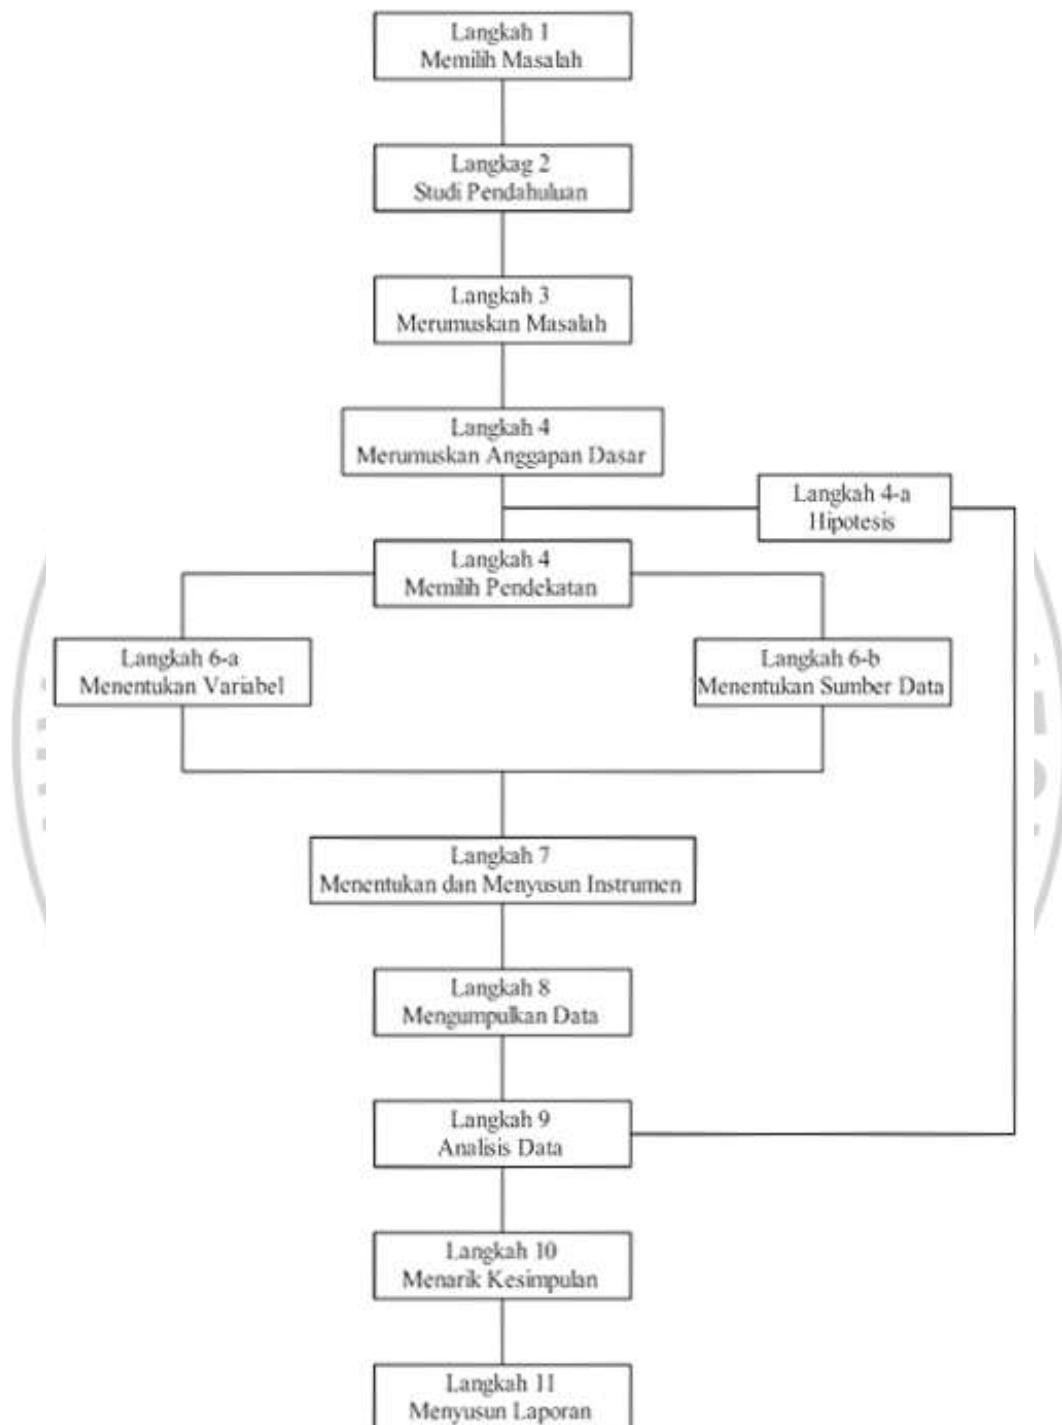 Langkah 1
Memilih Masalah
Langkag 2
Studi Pendahuluan
Langkah 3
Merumuskan Masalah
Langkah 4
Merumuskan Anggapan Dasar
Langkah 4-a
Hipotesis
Langkah 4
Memilih Pendekatan
Langkah 6-a
Menentukan Variabel
Langkah 6-b
Menentukan Sumber Data
Langkah 7
Menentukan dan Menyusun Instrumen
Langkah 8
Mengumpulkan Data
Langkah 9
Analisis Data
Langkah 10
Menarik Kesimpulan
Langkah 11
Menyusun Laporan